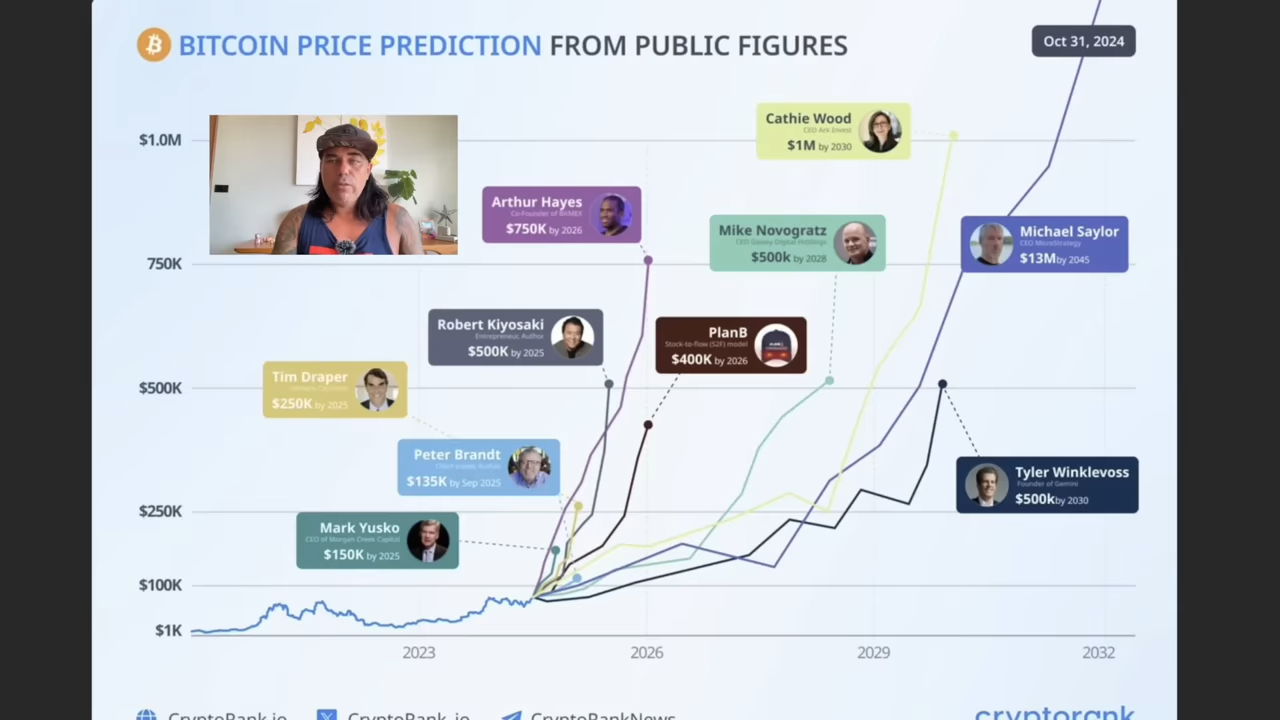 BITCOIN PRICE PREDICTION FROM PUBLIC FIGURES
Oct 31, 2024
$1.0M
Cathie Wood
CEO Ark Invest
$1M by 2030
Arthur Hayes
Co-Founder of BitMEX
$750K by 2026
Mike Novogratz
CEO Galaxy Digital Holdings
$500k by 2028
Michael Saylor
CEO MicroStrategy
$13M by 2045
750K
Robert Kiyosaki
Entrepreneur, Author
$500K by 2025
PlanB
Stock-to-flow (S2F) model
$400K by 2026
$500K
Tim Draper
$250K by 2025
Peter Brandt
$135K by Sep 2025
Tyler Winklevoss
Founder of Gemini
$500k by 2030
$250K
Mark Yusko
CEO of Morgan Creek Capital
$150K by 2025
$100K
$1K
2023 2026 2029 2032
CryptoRank.io CryptoRank_io CryptoRankNews
cryptorank